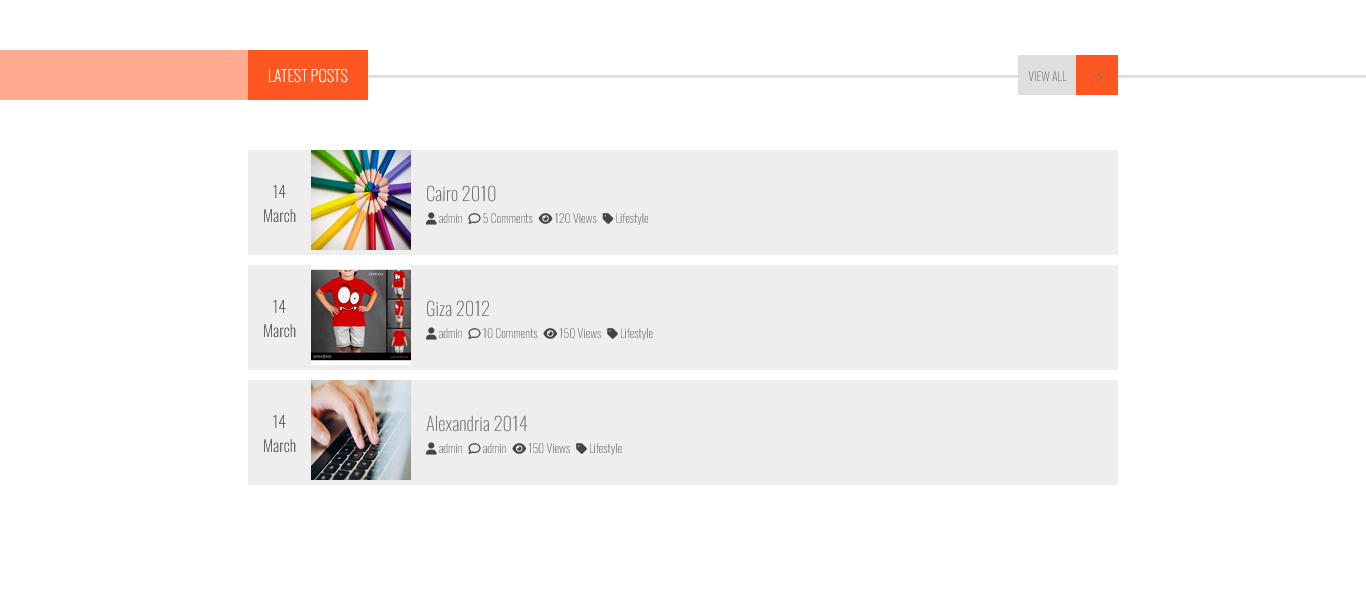 LATEST POSTS
VIEW ALL
14
March
Cairo 2010
admin 5 Comments 120 Views Lifestyle
14
March
Giza 2012
admin 10 Comments 150 Views Lifestyle
14
March
Alexandria 2014
admin admin 150 Views Lifestyle